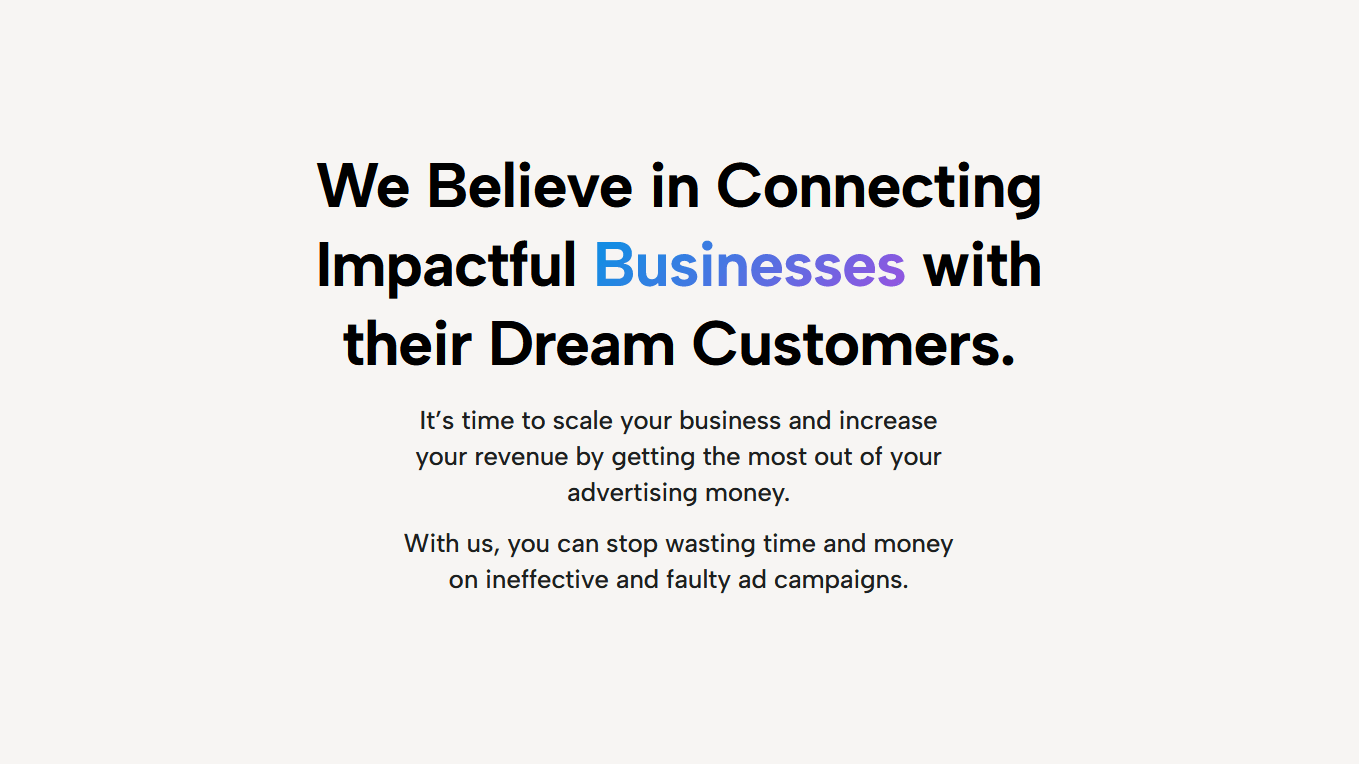 We Believe in Connecting
Impactful Businesses with
their Dream Customers.
It’s time to scale your business and increase
your revenue by getting the most out of your
advertising money.
With us, you can stop wasting time and money
on ineffective and faulty ad campaigns.